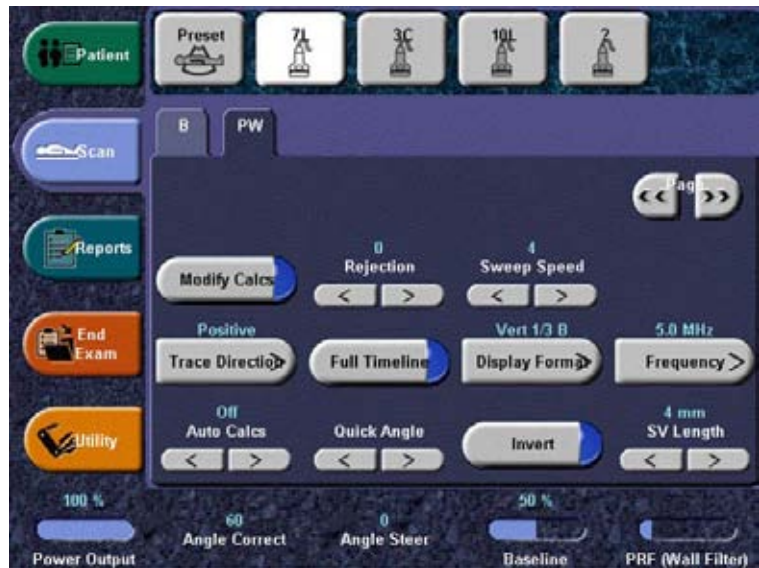 Patient
Preset
7L
3C
10L
2
Scan
B
PW
Page
Reports
0
4
Modify Calcs
Rejection
Sweep Speed
< >
< >
End
Exam
Positive
Vert 1/3 B
5.0 MHz
Trace Direction
Full Timeline
Display Format
Frequency >
Utility
Off
4 mm
Auto Calcs
Quick Angle
Invert
SV Length
< >
< >
< >
100 %
60
0
50 %
Power Output
Angle Correct
Angle Steer
Baseline
PRF (Wall Filter)